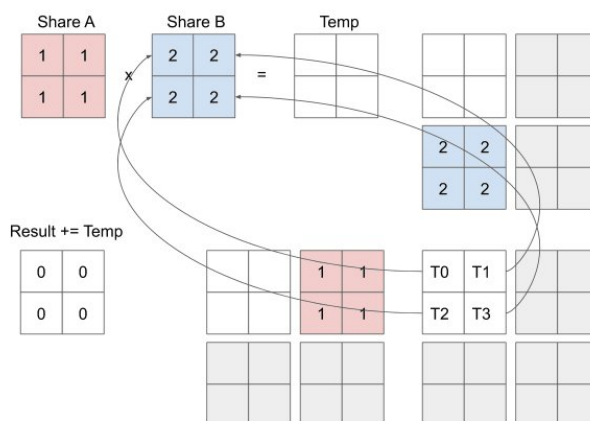 Share A Share B Temp
1 1 2 2
x =
1 1 2 2
2 2
2 2
Result += Temp
0 0 1 1 T0 T1
0 0 1 1 T2 T3